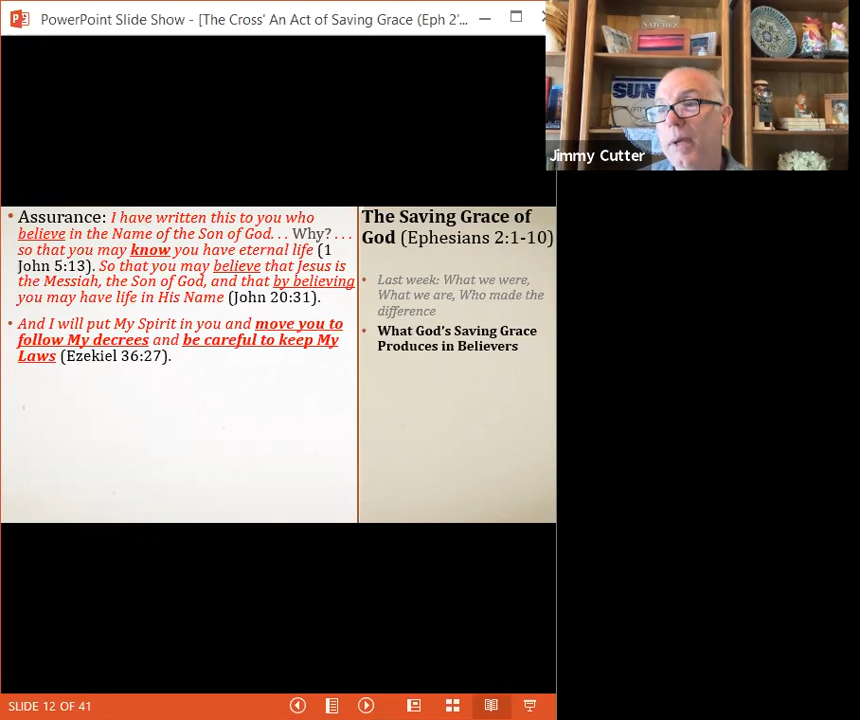 PowerPoint Slide Show - [The Cross' An Act of Saving Grace (Eph 2'...
SUN
Jimmy Cutter
• Assurance: I have written this to you who
believe in the Name of the Son of God. . . Why? . . .
so that you may know you have eternal life (1
John 5:13). So that you may believe that Jesus is
the Messiah, the Son of God, and that by believing
you may have life in His Name (John 20:31).
• And I will put My Spirit in you and move you to
follow My decrees and be careful to keep My
Laws (Ezekiel 36:27).
The Saving Grace of
God (Ephesians 2:1-10)
• Last week: What we were,
What we are, Who made the
difference
• What God's Saving Grace
Produces in Believers
SLIDE 12 OF 41